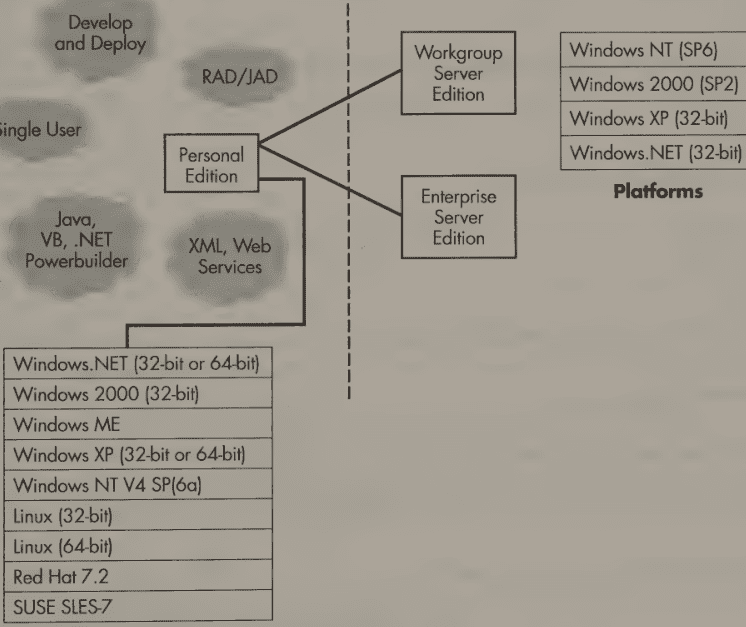 Develop
and Deploy
RAD/JAD
Single User
Personal
Edition
Java,
VB, .NET
Powerbuilder
XML, Web
Services
Workgroup
Server
Edition
Enterprise
Server
Edition
Windows NT (SP6)
Windows 2000 (SP2)
Windows XP (32-bit)
Windows.NET (32-bit)
Platforms
Windows.NET (32-bit or 64-bit)
Windows 2000 (32-bit)
Windows ME
Windows XP (32-bit or 64-bit)
Windows NT V4 SP(6a)
Linux (32-bit)
Linux (64-bit)
Red Hat 7.2
SUSE SLES-7